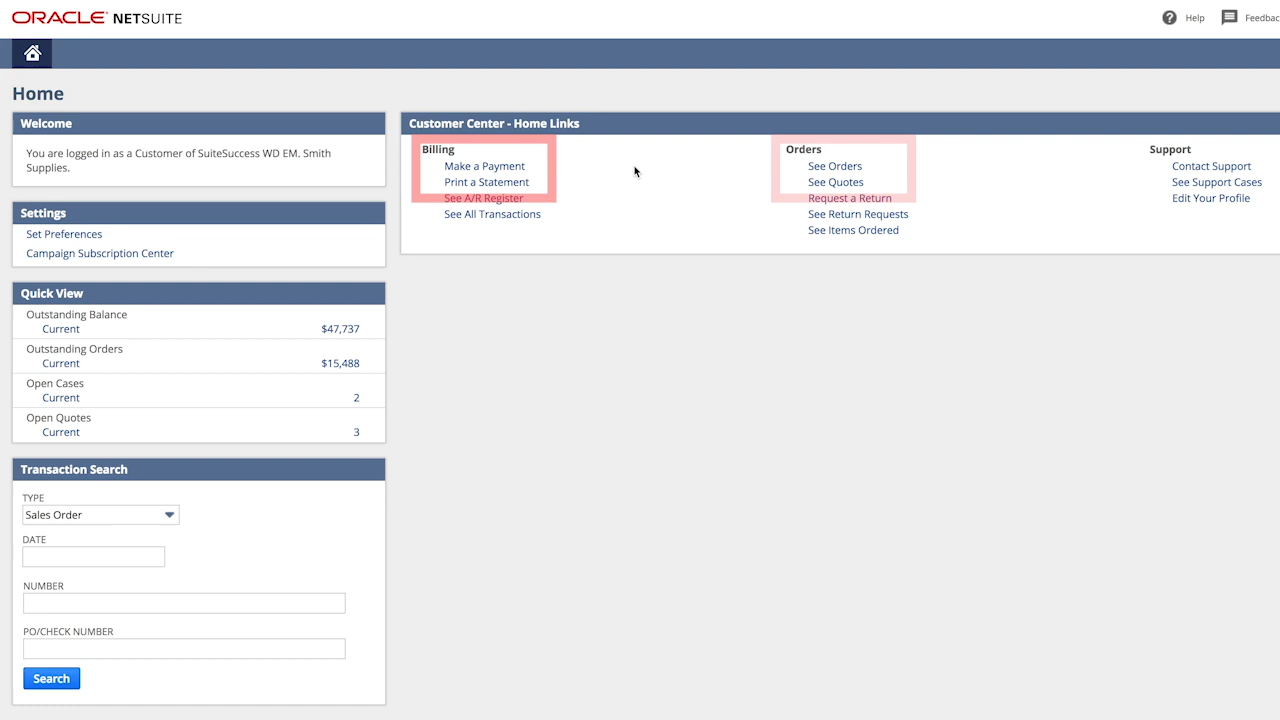 ORACLE NETSUITE
Help
Feedbac
Home
Welcome
You are logged in as a Customer of SuiteSuccess WD EM. Smith
Supplies.
Settings
Set Preferences
Campaign Subscription Center
Quick View
Outstanding Balance
Current $47,737
Outstanding Orders
Current $15,488
Open Cases
Current 2
Open Quotes
Current 3
Transaction Search
TYPE
Sales Order
DATE
NUMBER
PO/CHECK NUMBER
Search
Customer Center - Home Links
Billing
Make a Payment
Print a Statement
See A/R Register
See All Transactions
Orders
See Orders
See Quotes
Request a Return
See Return Requests
See Items Ordered
Support
Contact Support
See Support Cases
Edit Your Profile